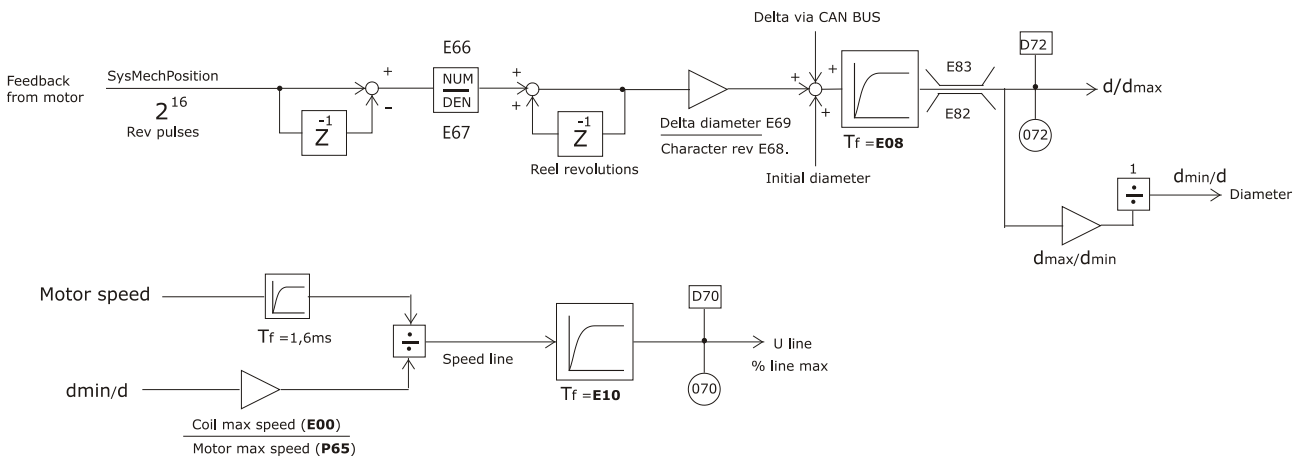 Delta via CAN BUS
Feedback
from motor
SysMechPosition
2^16
Rev pulses
+
−
Z^-1
E66
NUM
DEN
E67
+
+
Z^-1
Reel revolutions
Delta diameter E69
Character rev E68.
+
+
+
Initial diameter
Tf =E08
E83
E82
D72
072
d/dmax
dmax/dmin
1
÷
dmin/d
Diameter
Motor speed
Tf =1,6ms
÷
dmin/d
Coil max speed (E00)
Motor max speed (P65)
Speed line
Tf =E10
D70
070
U line
% line max